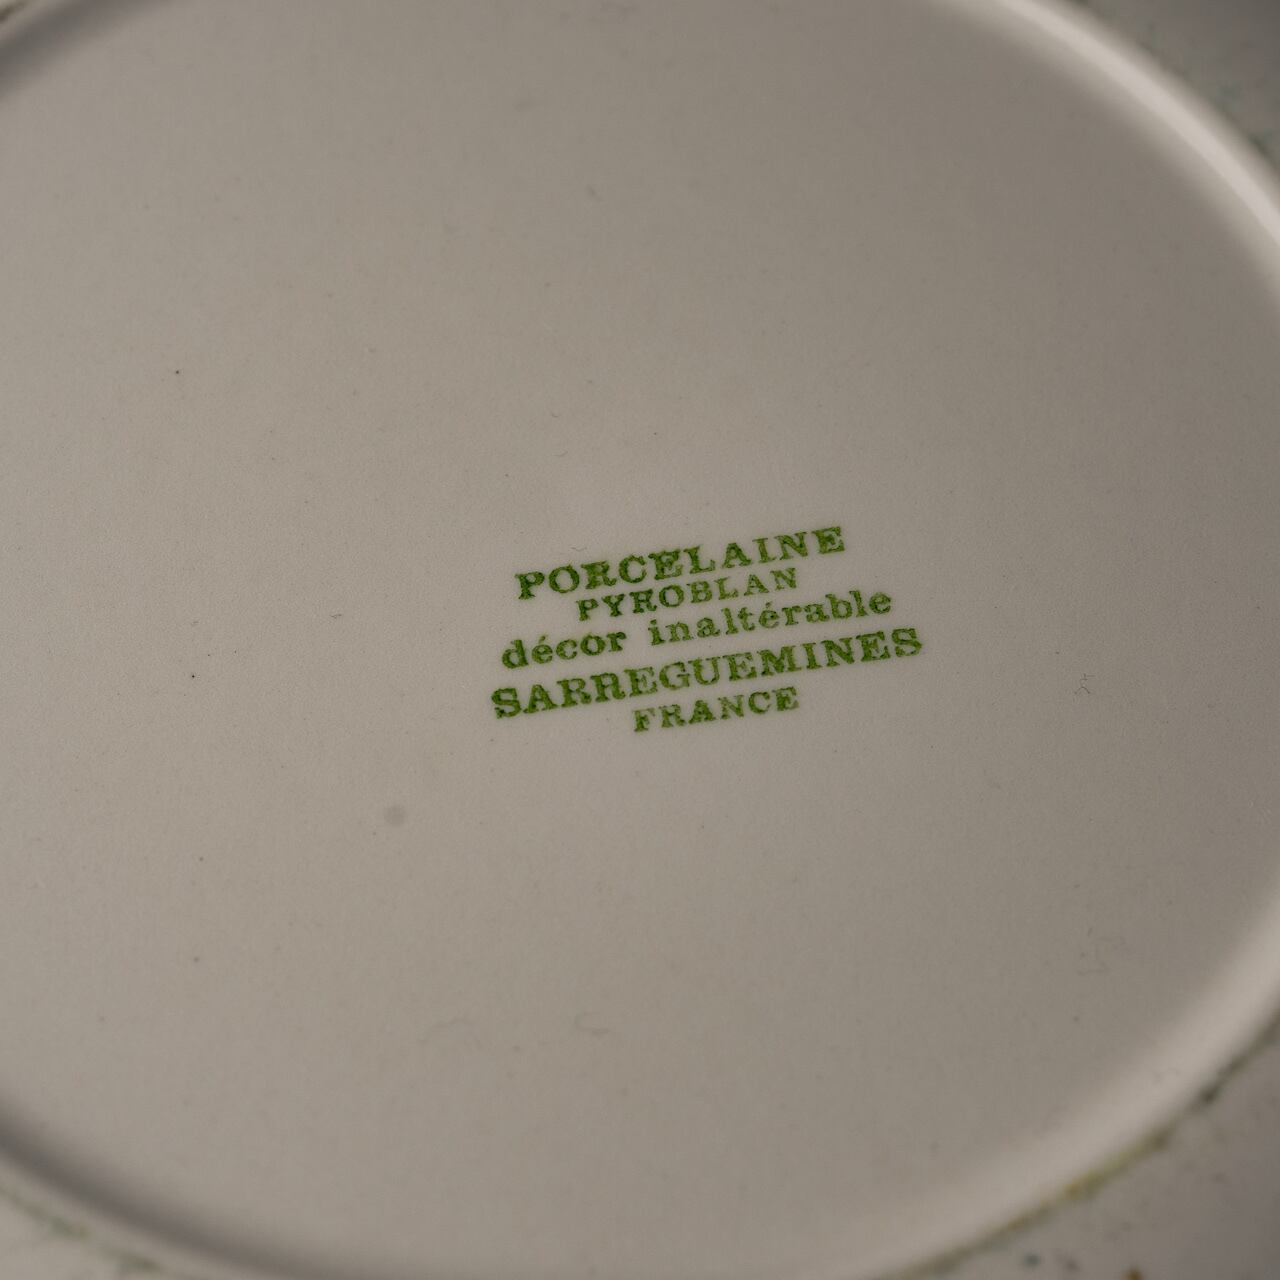 PORCELAINE
PYROBLAN
décor inaltérable
SARREGUEMINES
FRANCE